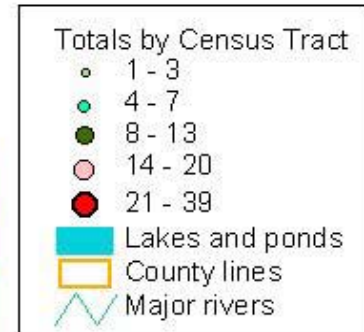 Totals by Census Tract
1 - 3
4 - 7
8 - 13
14 - 20
21 - 39
Lakes and ponds
County lines
Major rivers